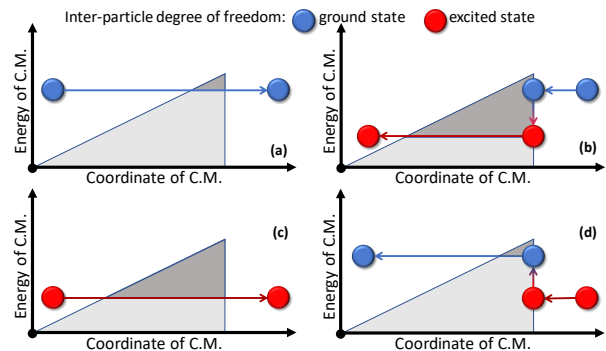 Inter-particle degree of freedom: ground state excited state
Energy of C.M.
(a)
Coordinate of C.M.
Energy of C.M.
(b)
Coordinate of C.M.
Energy of C.M.
(c)
Coordinate of C.M.
Energy of C.M.
(d)
Coordinate of C.M.